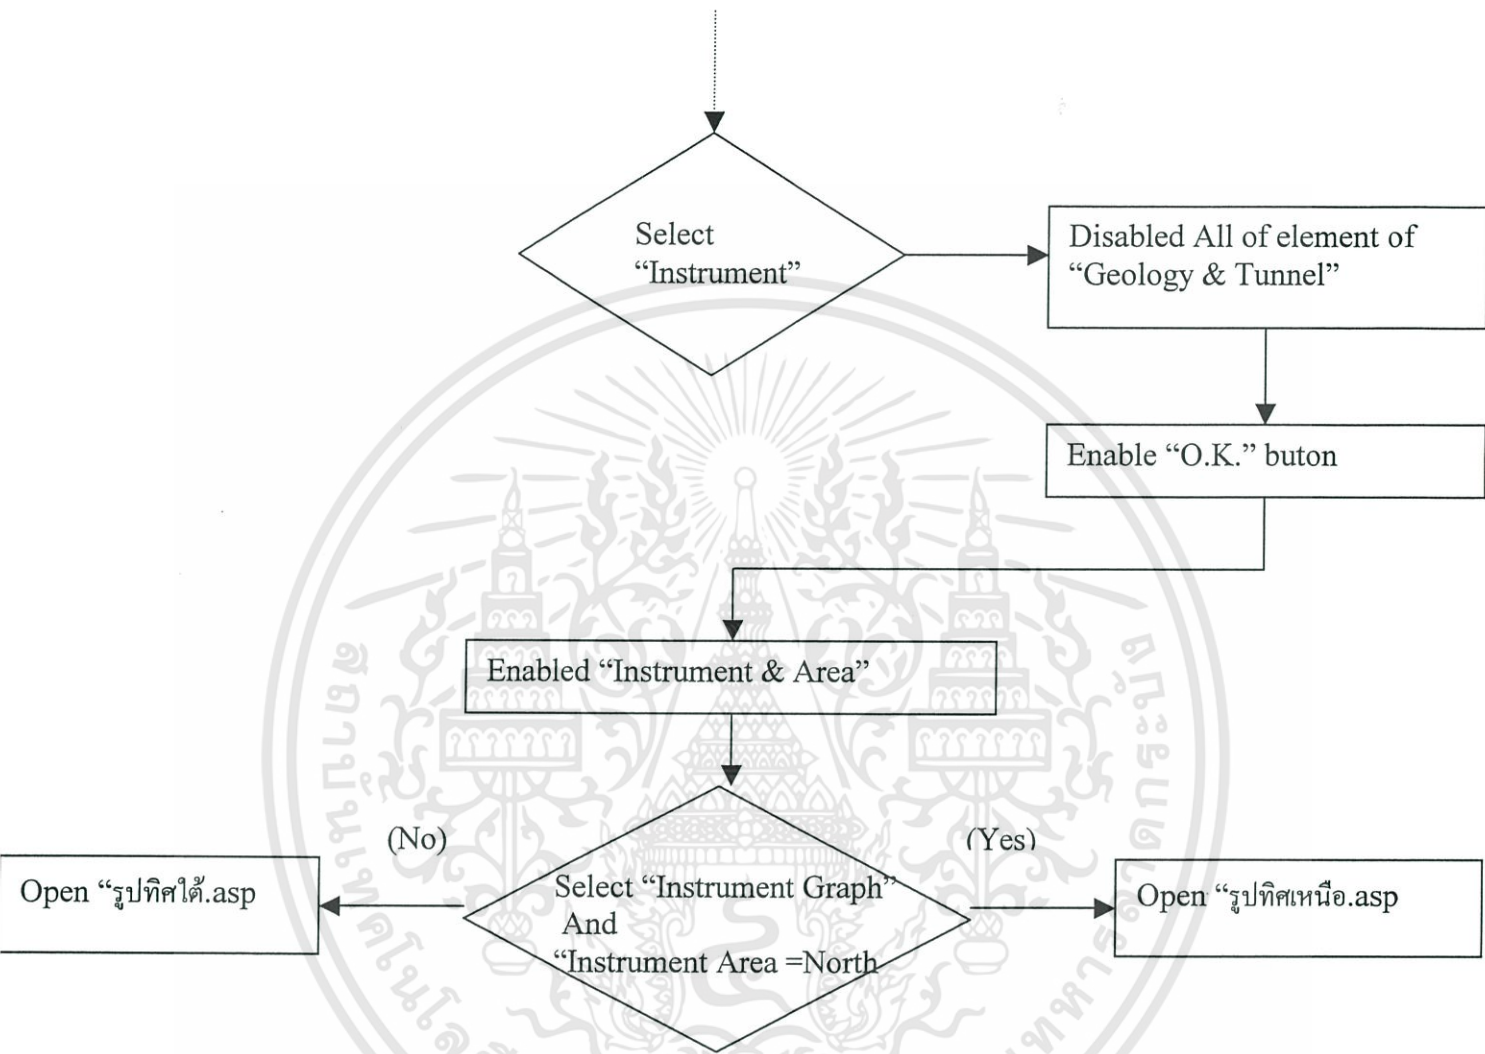 Select
“Instrument”
Disabled All of element of
“Geology & Tunnel”
Enable “O.K.” buton
Enabled “Instrument & Area”
(No)
(Yes)
Open “รูปทิศใต้.asp
Select “Instrument Graph”
And
“Instrument Area =North
Open “รูปทิศเหนือ.asp